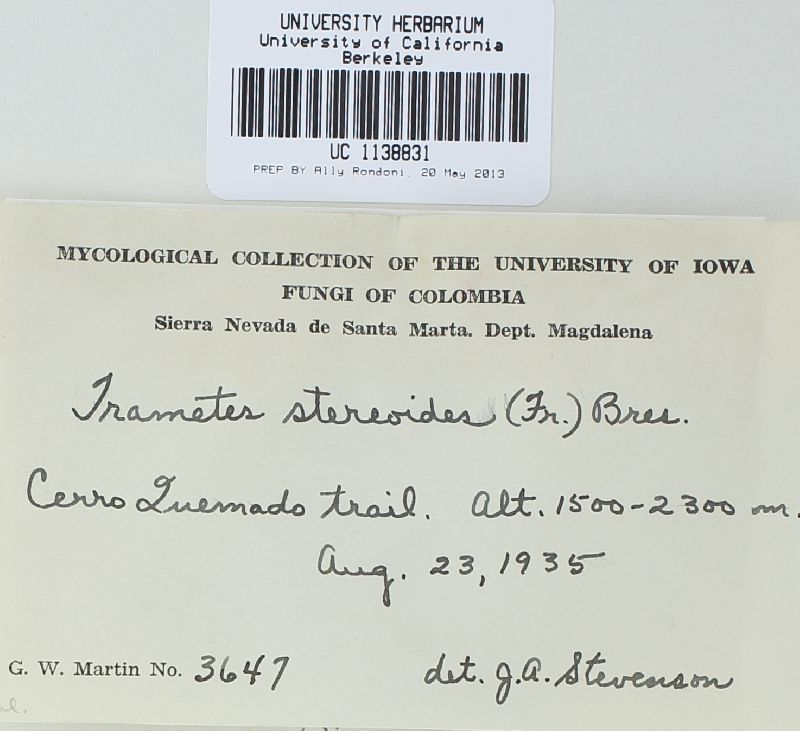 UNIVERSITY HERBARIUM
University of California
Berkeley
UC 1138831
PREP BY Ally Rondoni, 20 May 2013
MYCOLOGICAL COLLECTION OF THE UNIVERSITY OF IOWA
FUNGI OF COLOMBIA
Sierra Nevada de Santa Marta. Dept. Magdalena
Trametes stereoides (Fr.) Bres.
Cerro Quemado trail. Alt. 1500-2300 m.
Aug. 23, 1935
G. W. Martin No. 3647
det. J.A. Stevenson